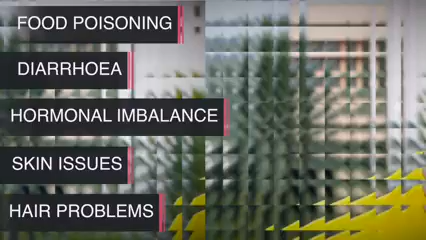 FOOD POISONING
DIARRHOEA
HORMONAL IMBALANCE
SKIN ISSUES
HAIR PROBLEMS